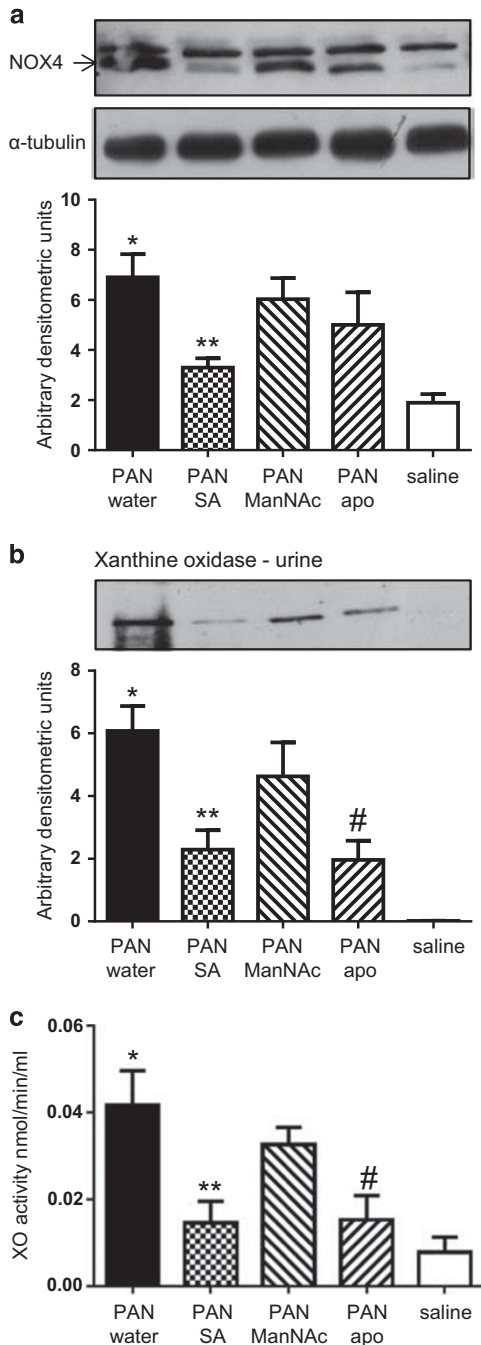 a
NOX4
α-tubulin
10
8
6
4
2
0
Arbitrary densitometric units
*
**
PAN water
PAN SA
PAN ManNAc
PAN apo
saline
b
Xanthine oxidase - urine
8
6
4
2
0
Arbitrary densitometric units
*
**
#
PAN water
PAN SA
PAN ManNAc
PAN apo
saline
c
0.06
0.04
0.02
0.00
XO activity nmol/min/ml
*
**
#
PAN water
PAN SA
PAN ManNAc
PAN apo
saline